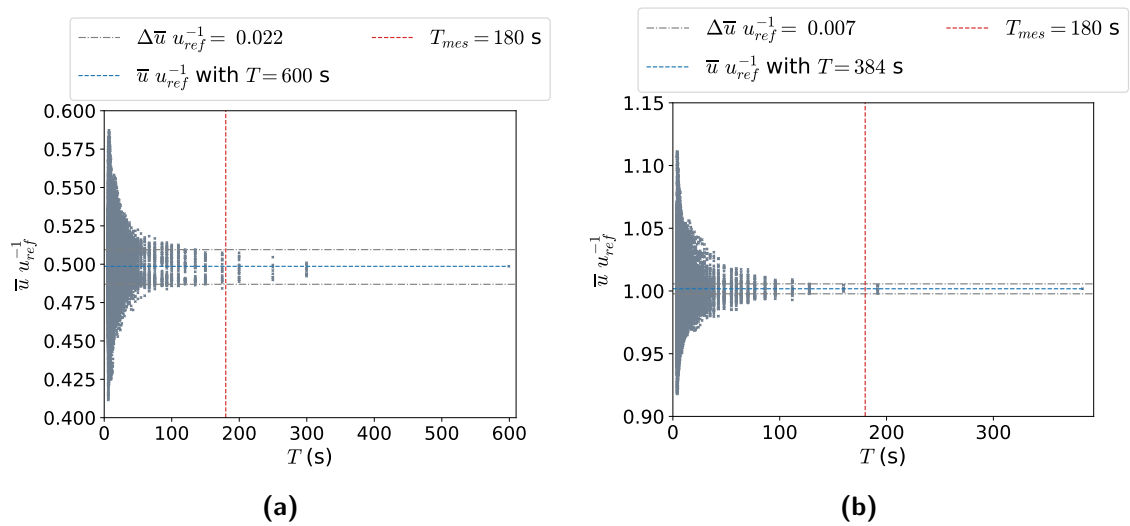 Δu̅ u_ref^-1 = 0.022
T_mes = 180 s
u̅ u_ref^-1 with T = 600 s
0.600
0.575
0.550
0.525
0.500
0.475
0.450
0.425
0.400
u̅ u_ref^-1
0 100 200 300 400 500 600
T (s)
(a)
Δu̅ u_ref^-1 = 0.007
T_mes = 180 s
u̅ u_ref^-1 with T = 384 s
1.15
1.10
1.05
1.00
0.95
0.90
u̅ u_ref^-1
0 100 200 300
T (s)
(b)